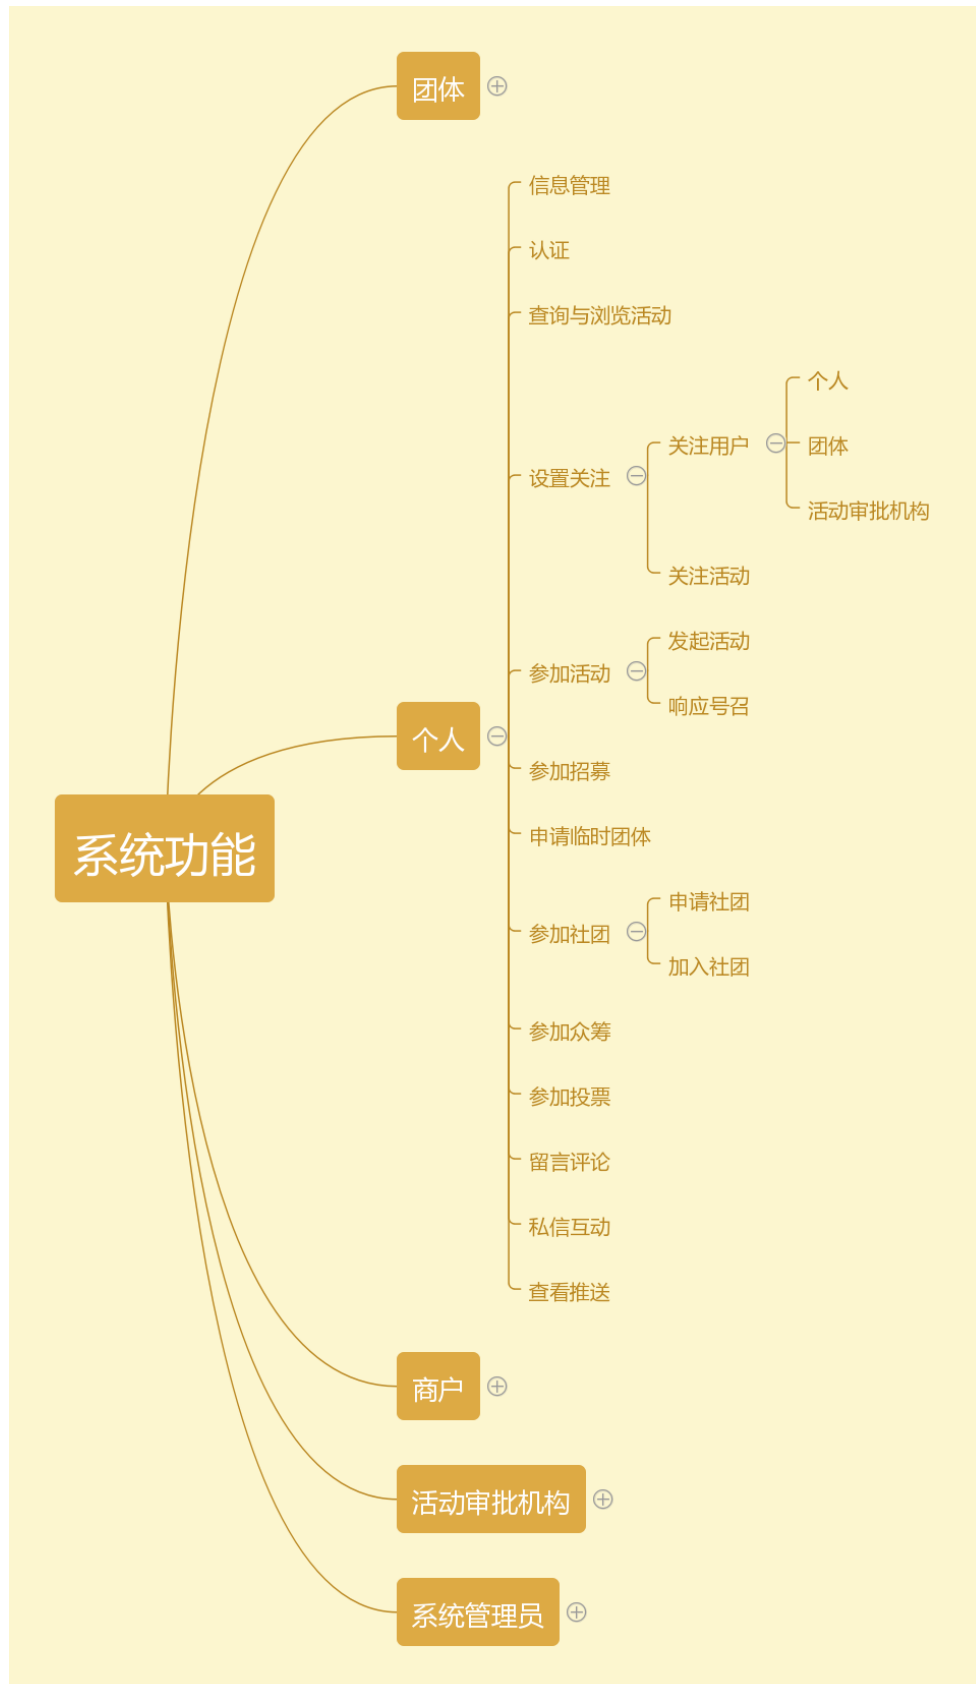 团体
信息管理
认证
查询与浏览活动
个人
关注用户
团体
设置关注
活动审批机构
关注活动
发起活动
参加活动
响应号召
个人
参加招募
申请临时团体
系统功能
申请社团
参加社团
加入社团
参加众筹
参加投票
留言评论
私信互动
查看推送
商户
活动审批机构
系统管理员